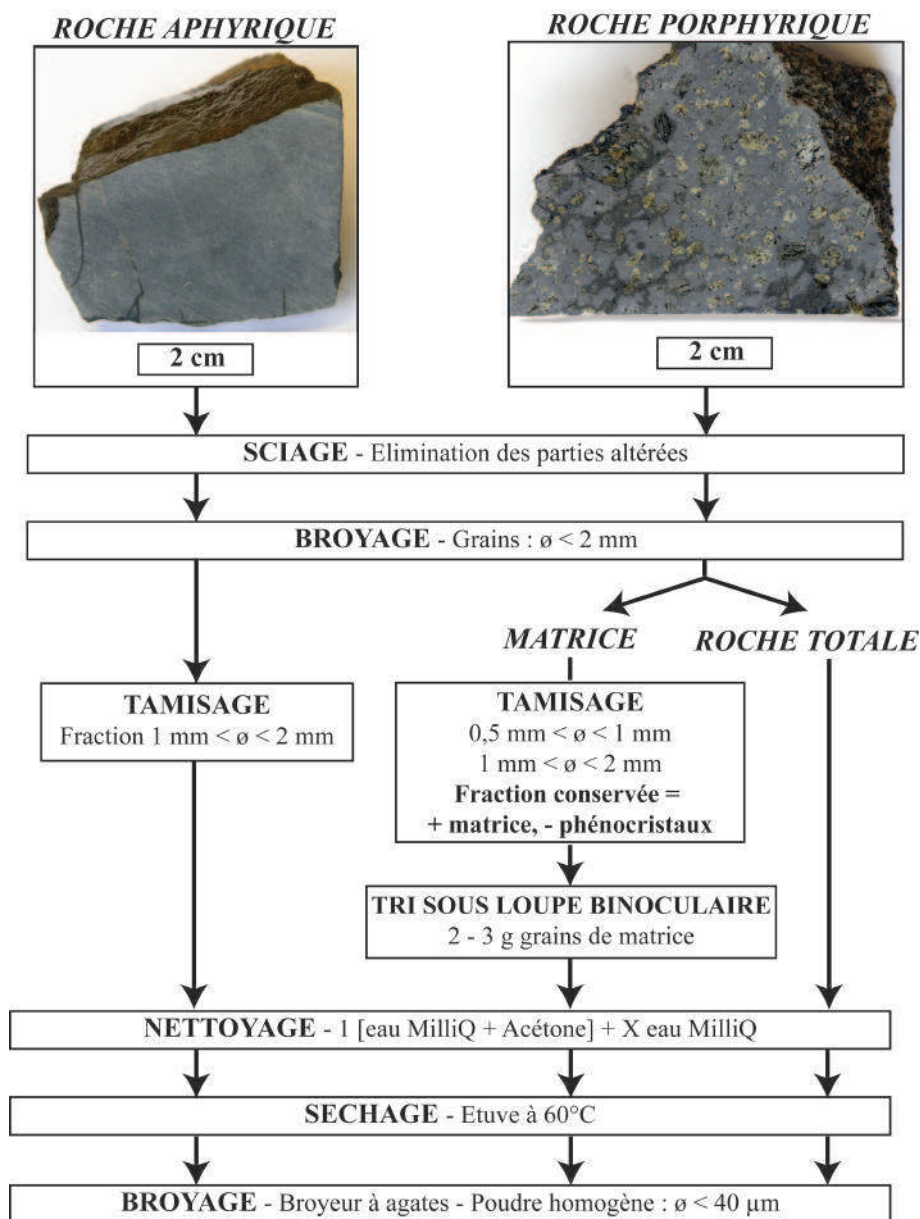 ROCHE APHYRIQUE
ROCHE PORPHYRIQUE
2 cm
2 cm
SCIAGE - Elimination des parties altérées
BROYAGE - Grains : ø < 2 mm
MATRICE
ROCHE TOTALE
TAMISAGE
Fraction 1 mm < ø < 2 mm
TAMISAGE
0,5 mm < ø < 1 mm
1 mm < ø < 2 mm
Fraction conservée =
+ matrice, - phénocristaux
TRI SOUS LOUPE BINOCULAIRE
2 - 3 g grains de matrice
NETTOYAGE - 1 [eau MilliQ + Acétone] + X eau MilliQ
SECHAGE - Etuve à 60°C
BROYAGE - Broyeur à agates - Poudre homogène : ø < 40 µm